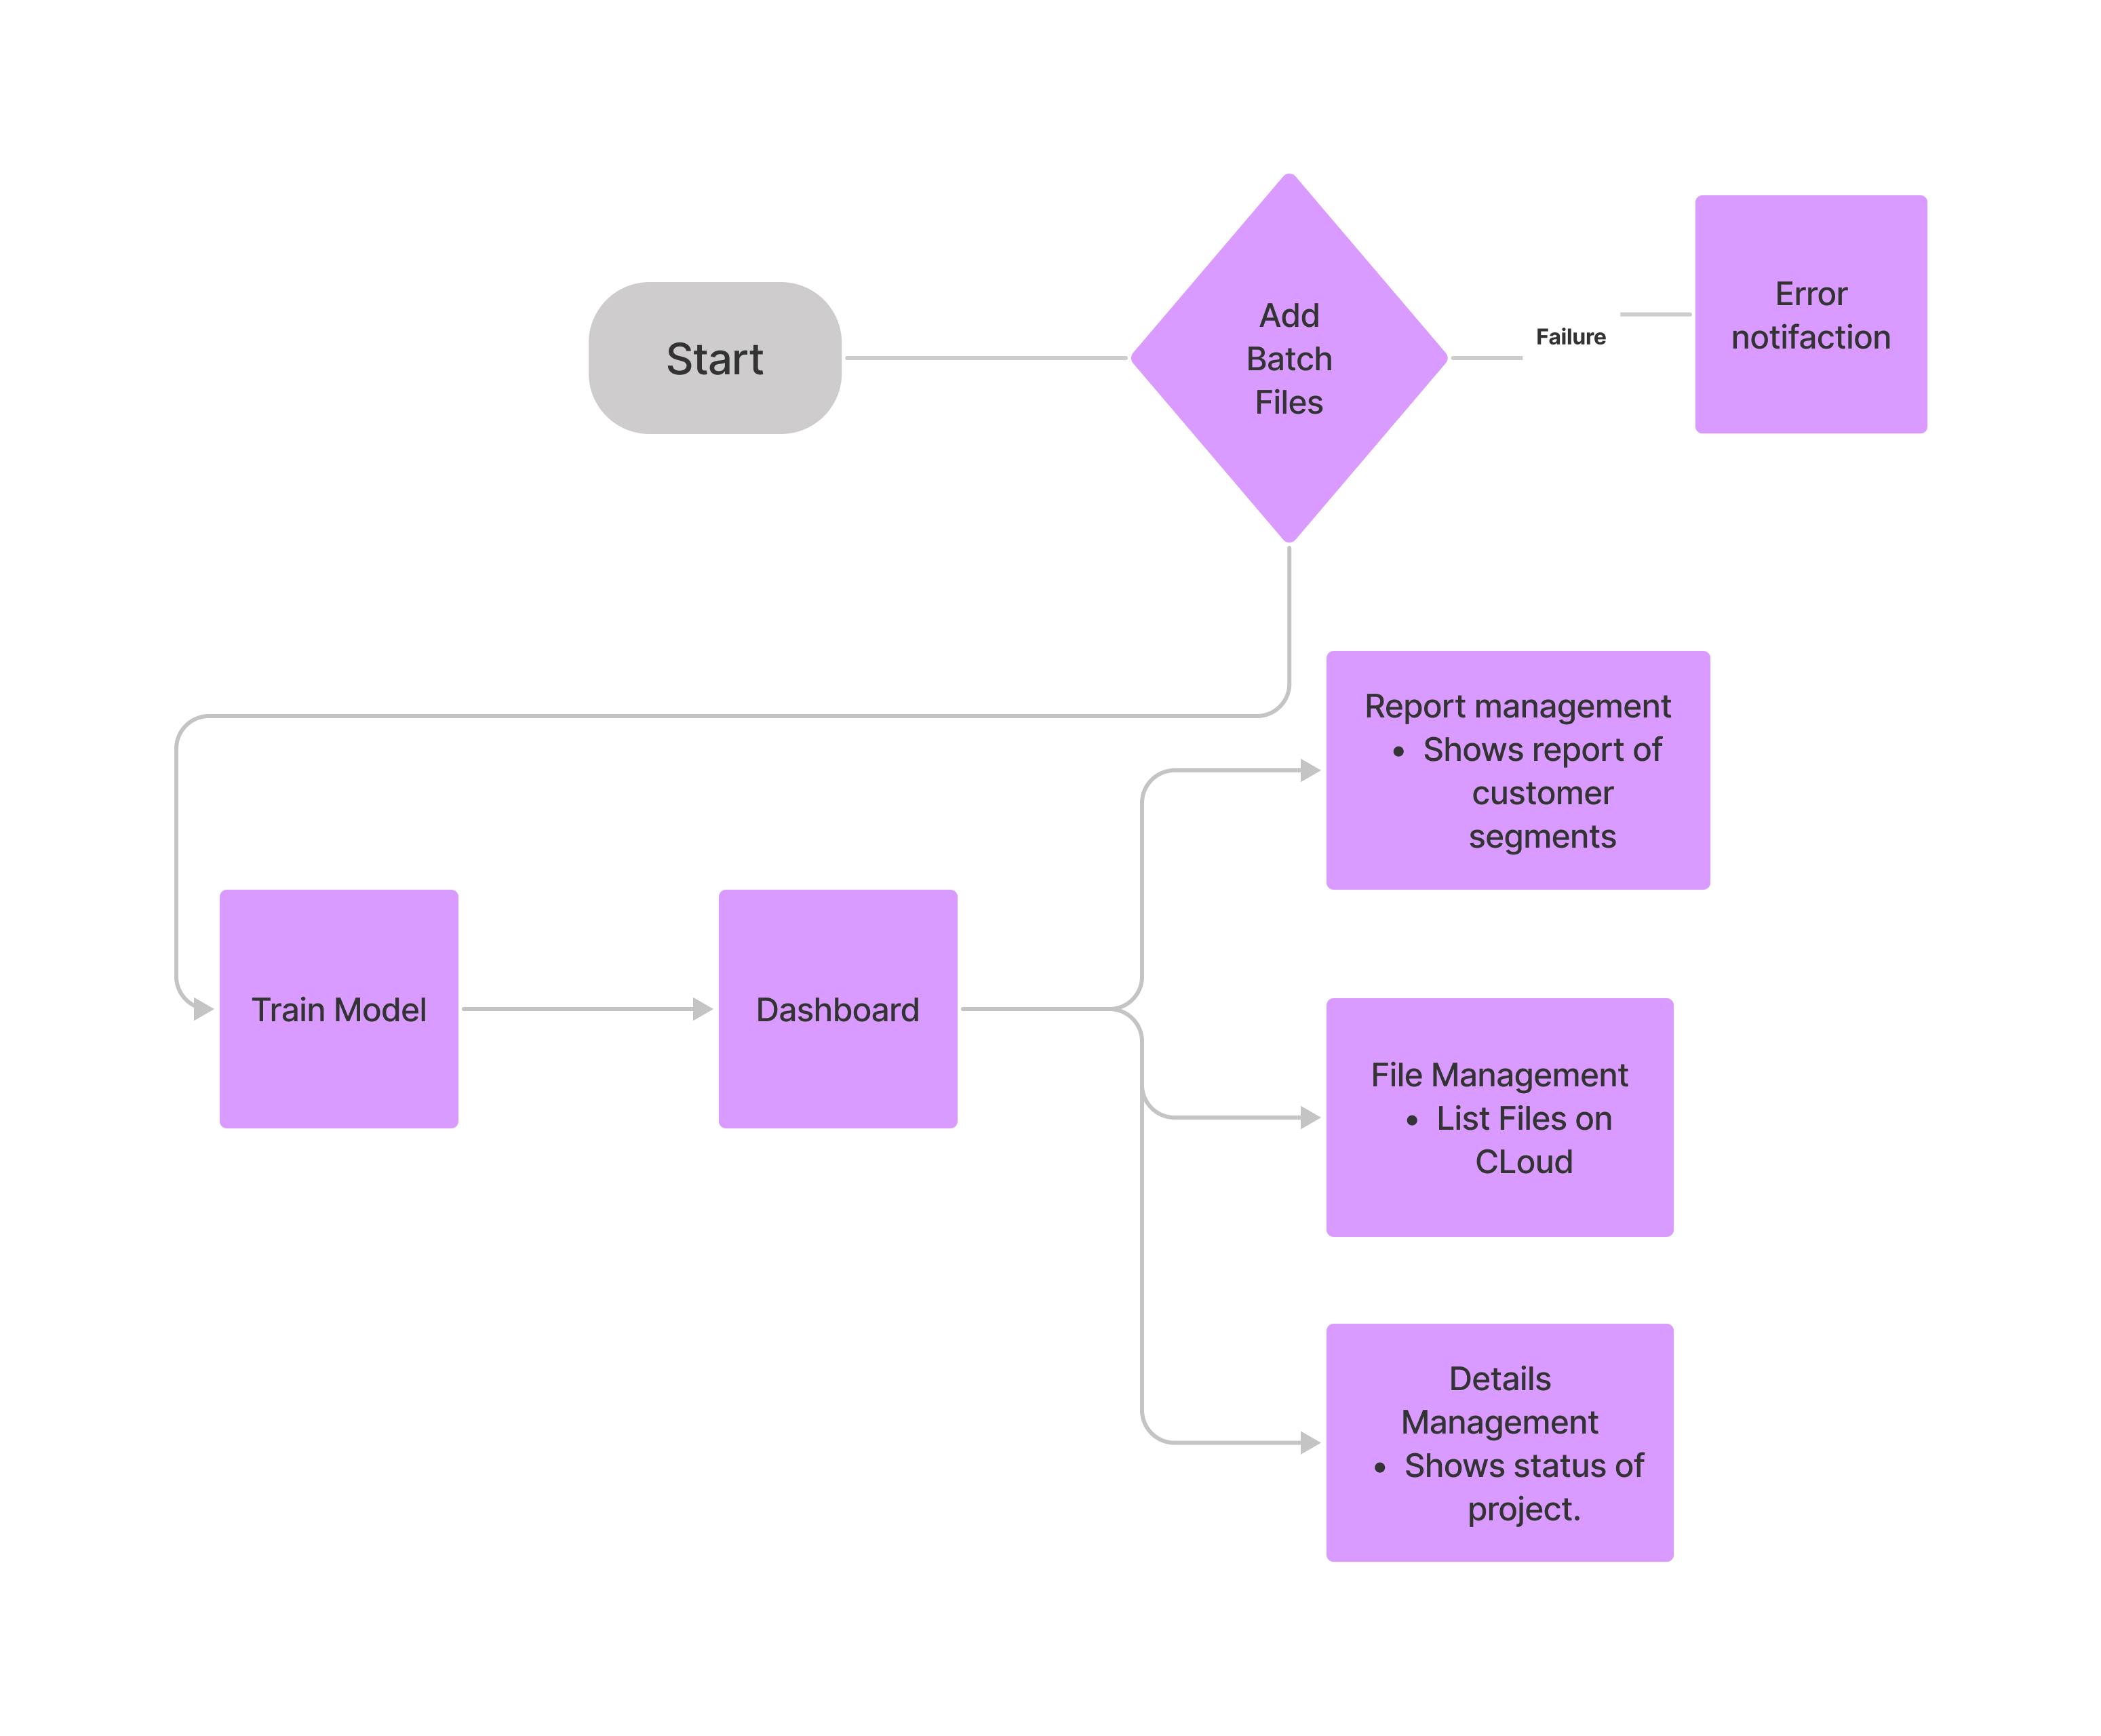 Start
Add
Batch
Files
Failure
Error
notifaction
Report management
• Shows report of
customer
segments
Train Model
Dashboard
File Management
• List Files on
CLoud
Details
Management
• Shows status of
project.